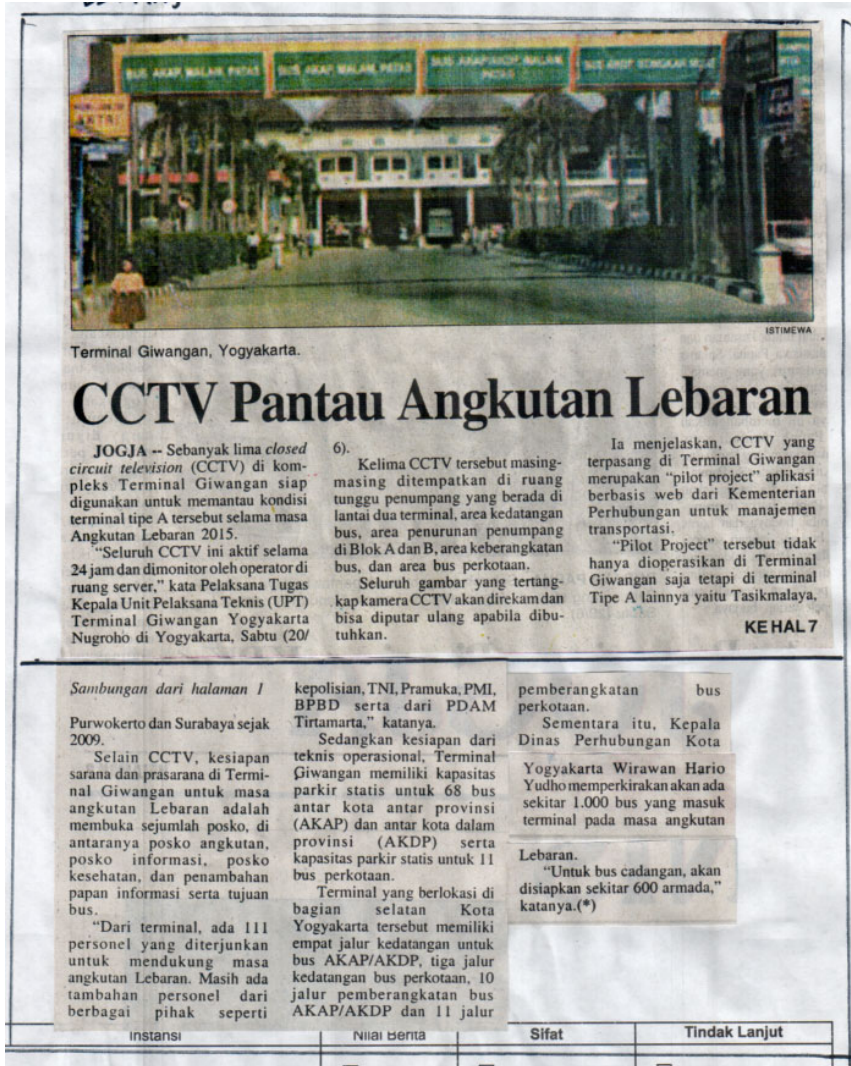 BUS AKAP MALAM PATAS
BUS AKAP MALAM PATAS
BUS AKAP/AKDP MALAM
PATAS
ISTIMEWA
Terminal Giwangan, Yogyakarta.
CCTV Pantau Angkutan Lebaran
JOGJA -- Sebanyak lima closed
circuit television (CCTV) di kom-
pleks Terminal Giwangan siap
digunakan untuk memantau kondisi
terminal tipe A tersebut selama masa
Angkutan Lebaran 2015.
"Seluruh CCTV ini aktif selama
24 jam dan dimonitor oleh operator di
ruang server," kata Pelaksana Tugas
Kepala Unit Pelaksana Teknis (UPT)
Terminal Giwangan Yogyakarta
Nugroho di Yogyakarta, Sabtu (20/
6).
Kelima CCTV tersebut masing-
masing ditempatkan di ruang
tunggu penumpang yang berada di
lantai dua terminal, area kedatangan
bus, area penurunan penumpang
di Blok A dan B, area keberangkatan
bus, dan area bus perkotaan.
Seluruh gambar yang tertang-
kap kamera CCTV akan direkam dan
bisa diputar ulang apabila dibu-
tuhkan.
Ia menjelaskan, CCTV yang
terpasang di Terminal Giwangan
merupakan "pilot project" aplikasi
berbasis web dari Kementerian
Perhubungan untuk manajemen
transportasi.
"Pilot Project" tersebut tidak
hanya dioperasikan di Terminal
Giwangan saja tetapi di terminal
Tipe A lainnya yaitu Tasikmalaya,
KE HAL 7
Sambungan dari halaman 1
Purwokerto dan Surabaya sejak
2009.
Selain CCTV, kesiapan
sarana dan prasarana di Termi-
nal Giwangan untuk masa
angkutan Lebaran adalah
membuka sejumlah posko, di
antaranya posko angkutan,
posko informasi, posko
kesehatan, dan penambahan
papan informasi serta tujuan
bus.
"Dari terminal, ada 111
personel yang diterjunkan
untuk mendukung masa
angkutan Lebaran. Masih ada
tambahan personel dari
berbagai pihak seperti
kepolisian, TNI, Pramuka, PMI,
BPBD serta dari PDAM
Tirtamarta," katanya.
Sedangkan kesiapan dari
teknis operasional, Terminal
Giwangan memiliki kapasitas
parkir statis untuk 68 bus
antar kota antar provinsi
(AKAP) dan antar kota dalam
provinsi (AKDP) serta
kapasitas parkir statis untuk 11
bus perkotaan.
Terminal yang berlokasi di
bagian selatan Kota
Yogyakarta tersebut memiliki
empat jalur kedatangan untuk
bus AKAP/AKDP, tiga jalur
kedatangan bus perkotaan, 10
jalur pemberangkatan bus
AKAP/AKDP dan 11 jalur
pemberangkatan bus
perkotaan.
Sementara itu, Kepala
Dinas Perhubungan Kota
Yogyakarta Wirawan Hario
Yudho memperkirakan akan ada
sekitar 1.000 bus yang masuk
terminal pada masa angkutan
Lebaran.
"Untuk bus cadangan, akan
disiapkan sekitar 600 armada,"
katanya.(*)
Instansi
Nilai Berita
Sifat
Tindak Lanjut